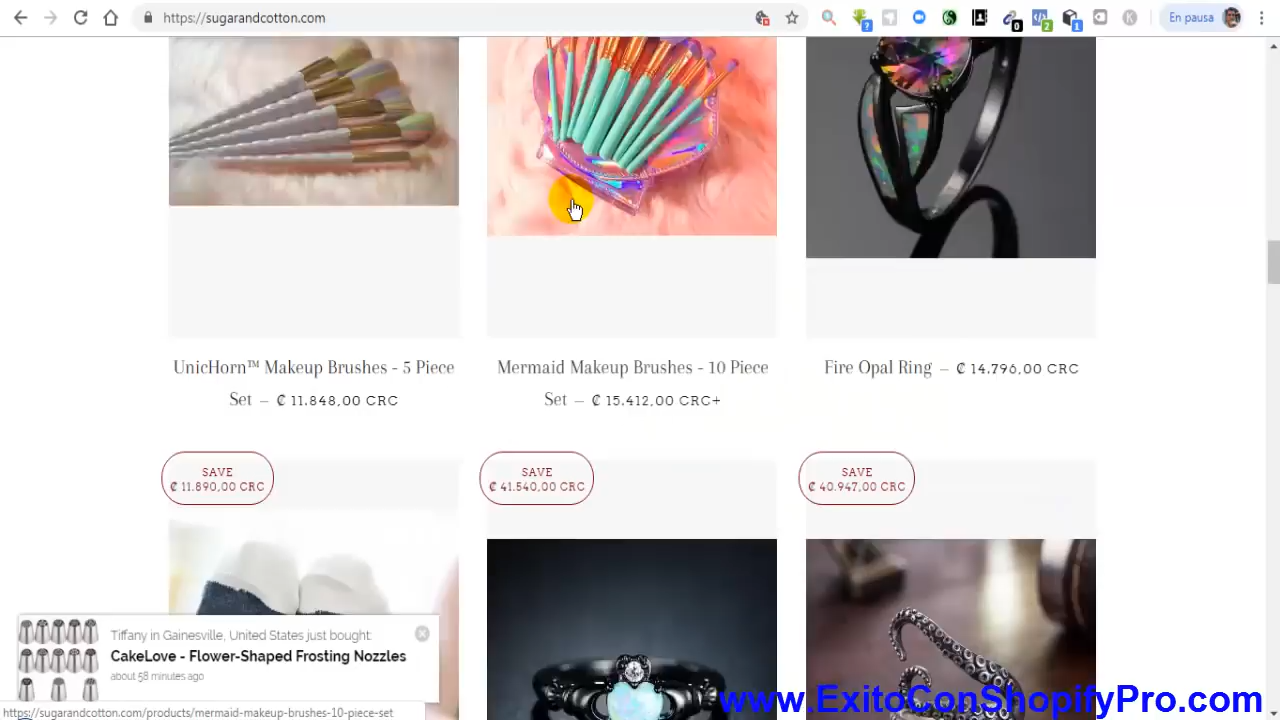 https://sugarandcotton.com
En pausa
?
0
2
1
UnicHorn™ Makeup Brushes - 5 Piece
Set — ₡ 11.848,00 CRC
Mermaid Makeup Brushes - 10 Piece
Set — ₡ 15.412,00 CRC+
Fire Opal Ring — ₡ 14.796,00 CRC
SAVE
₡ 11.890,00 CRC
SAVE
₡ 41.540,00 CRC
SAVE
₡ 40.947,00 CRC
Tiffany in Gainesville, United States just bought:
CakeLove - Flower-Shaped Frosting Nozzles
about 58 minutes ago
https://sugarandcotton.com/products/mermaid-makeup-brushes-10-piece-set
www.ExitoConShopifyPro.com